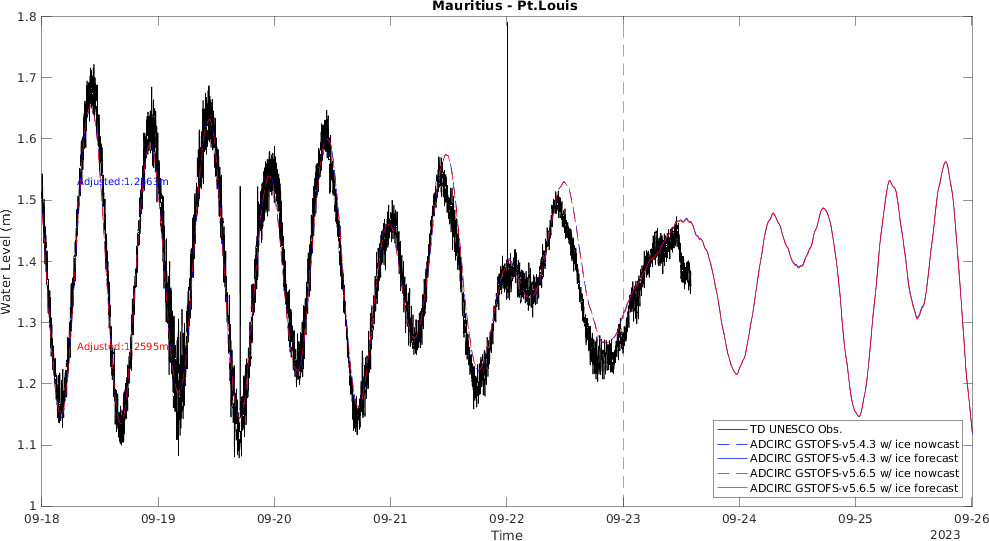 Mauritius - Pt.Louis
1.8
1.7
1.6
1.5
1.4
1.3
1.2
1.1
1
Water Level (m)
Adjusted:1.2563m
Adjusted:1.2595m
TD UNESCO Obs.
ADCIRC GSTOFS-v5.4.3 w/ ice nowcast
ADCIRC GSTOFS-v5.4.3 w/ ice forecast
ADCIRC GSTOFS-v5.6.5 w/ ice nowcast
ADCIRC GSTOFS-v5.6.5 w/ ice forecast
09-18 09-19 09-20 09-21 09-22 09-23 09-24 09-25 09-26
Time
2023